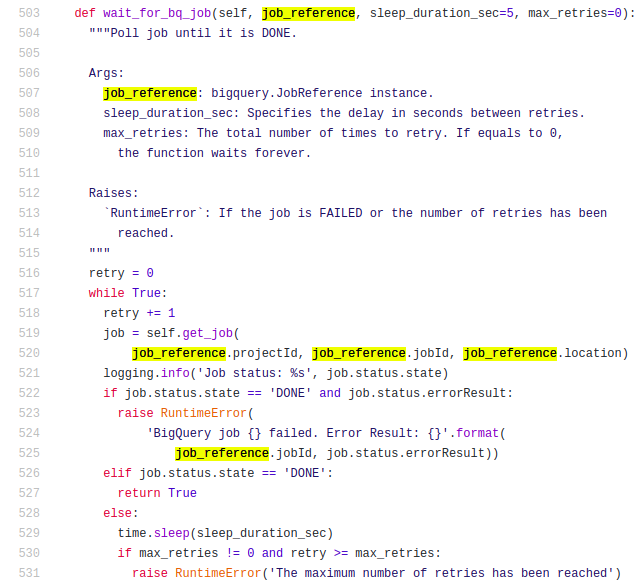 503     def wait_for_bq_job(self, job_reference, sleep_duration_sec=5, max_retries=0):
504       """Poll job until it is DONE.
505
506       Args:
507         job_reference: bigquery.JobReference instance.
508         sleep_duration_sec: Specifies the delay in seconds between retries.
509         max_retries: The total number of times to retry. If equals to 0,
510           the function waits forever.
511
512       Raises:
513         `RuntimeError`: If the job is FAILED or the number of retries has been
514           reached.
515       """
516       retry = 0
517       while True:
518         retry += 1
519         job = self.get_job(
520             job_reference.projectId, job_reference.jobId, job_reference.location)
521         logging.info('Job status: %s', job.status.state)
522         if job.status.state == 'DONE' and job.status.errorResult:
523           raise RuntimeError(
524               'BigQuery job {} failed. Error Result: {}'.format(
525                   job_reference.jobId, job.status.errorResult))
526         elif job.status.state == 'DONE':
527           return True
528         else:
529           time.sleep(sleep_duration_sec)
530           if max_retries != 0 and retry >= max_retries:
531             raise RuntimeError('The maximum number of retries has been reached')